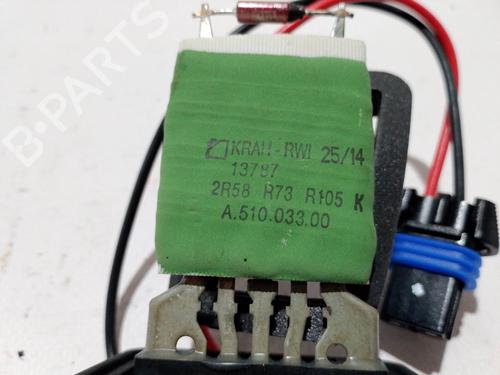 B-PARTS
KRAH-RWI 25/14
13787
2R58 R73 R105 K
A.510.033.00